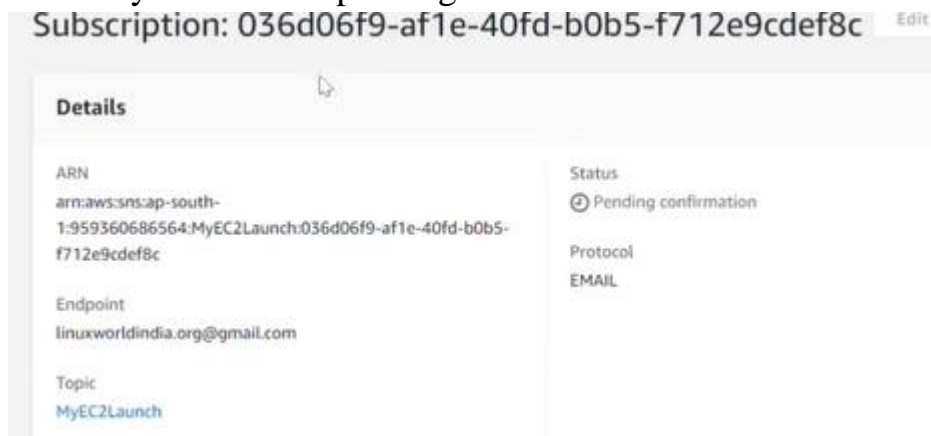 Subscription: 036d06f9-af1e-40fd-b0b5-f712e9cdef8c
Edit
Details
ARN
arn:aws:sns:ap-south-
1:959360686564:MyEC2Launch:036d06f9-af1e-40fd-b0b5-
f712e9cdef8c
Endpoint
linuxworldindia.org@gmail.com
Topic
MyEC2Launch
Status
Pending confirmation
Protocol
EMAIL